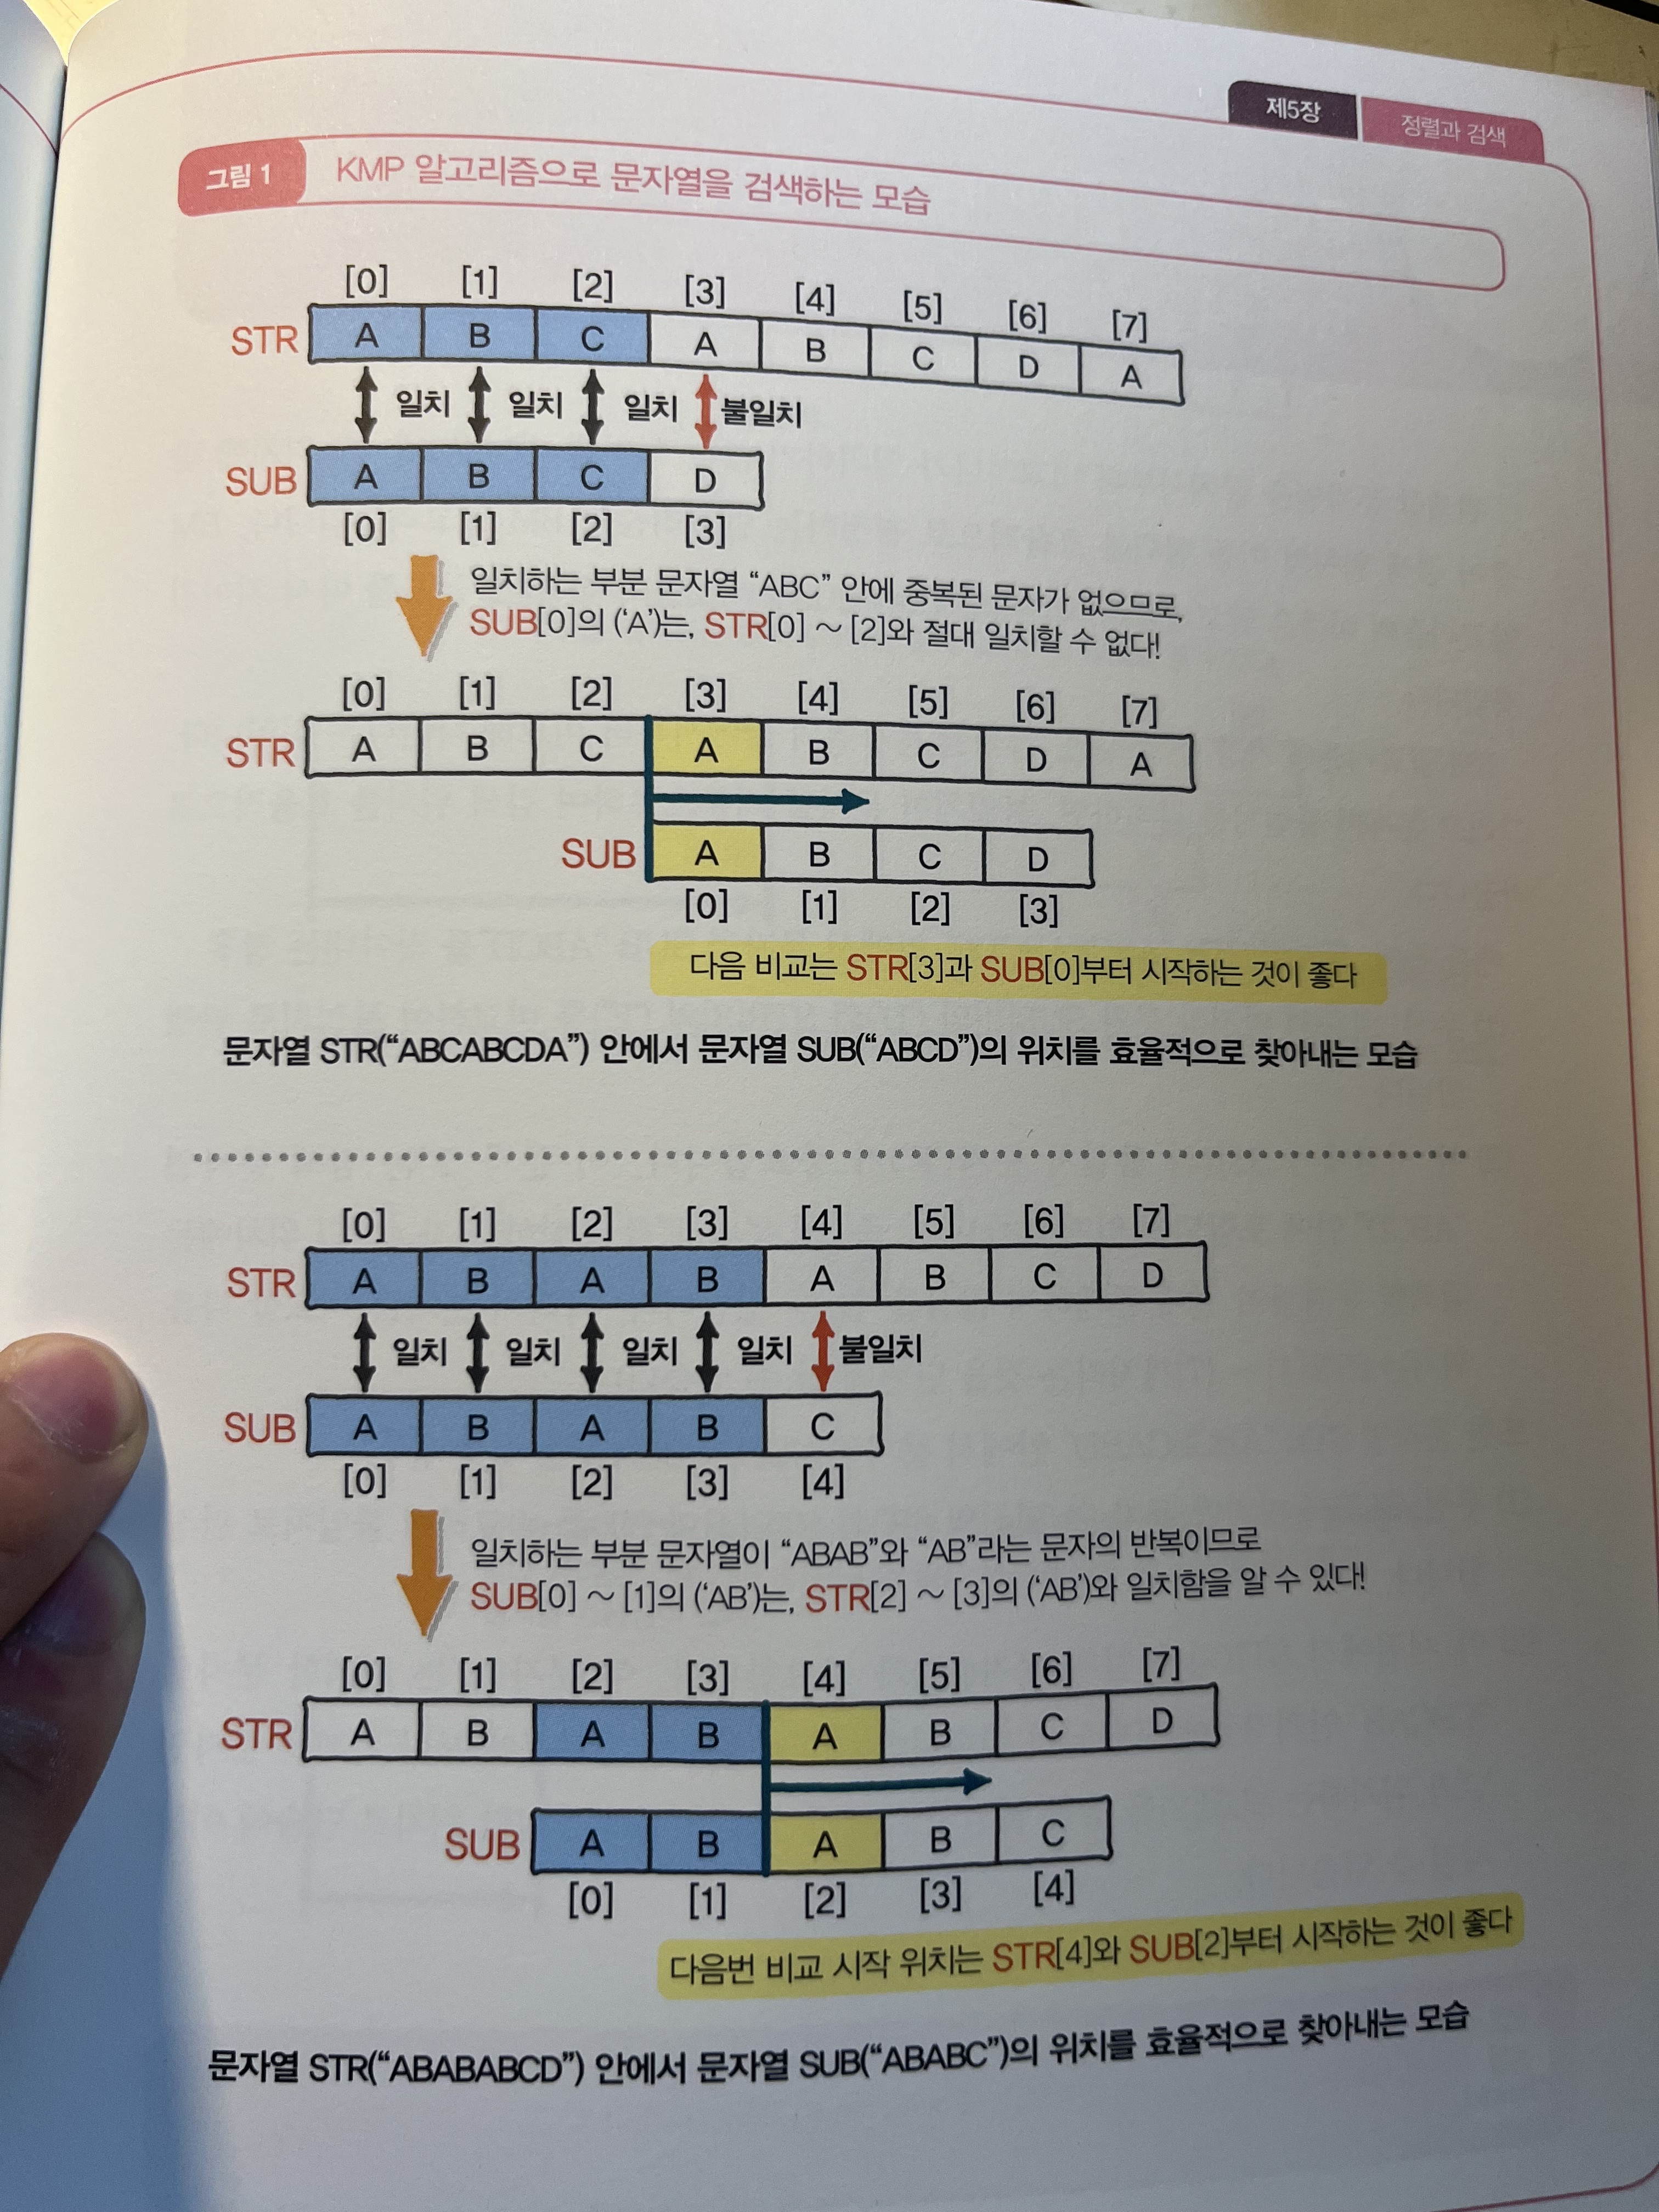 제5장 정렬과 검색
그림 1 KMP 알고리즘으로 문자열을 검색하는 모습
[0] [1] [2] [3] [4] [5] [6] [7]
STR A B C A B C D A
일치 일치 일치 불일치
SUB A B C D
[0] [1] [2] [3]
일치하는 부분 문자열 “ABC” 안에 중복된 문자가 없으므로,
SUB[0]의 (‘A’)는, STR[0] ~ [2]와 절대 일치할 수 없다!
[0] [1] [2] [3] [4] [5] [6] [7]
STR A B C A B C D A
SUB A B C D
[0] [1] [2] [3]
다음 비교는 STR[3]과 SUB[0]부터 시작하는 것이 좋다
문자열 STR(“ABCABCDA”) 안에서 문자열 SUB(“ABCD”)의 위치를 효율적으로 찾아내는 모습
[0] [1] [2] [3] [4] [5] [6] [7]
STR A B A B A B C D
일치 일치 일치 일치 불일치
SUB A B A B C
[0] [1] [2] [3] [4]
일치하는 부분 문자열이 “ABAB”와 “AB”라는 문자의 반복이므로
SUB[0] ~ [1]의 (‘AB’)는, STR[2] ~ [3]의 (‘AB’)와 일치함을 알 수 있다!
[0] [1] [2] [3] [4] [5] [6] [7]
STR A B A B A B C D
SUB A B A B C
[0] [1] [2] [3] [4]
다음번 비교 시작 위치는 STR[4]와 SUB[2]부터 시작하는 것이 좋다
문자열 STR(“ABABABCD”) 안에서 문자열 SUB(“ABABC”)의 위치를 효율적으로 찾아내는 모습